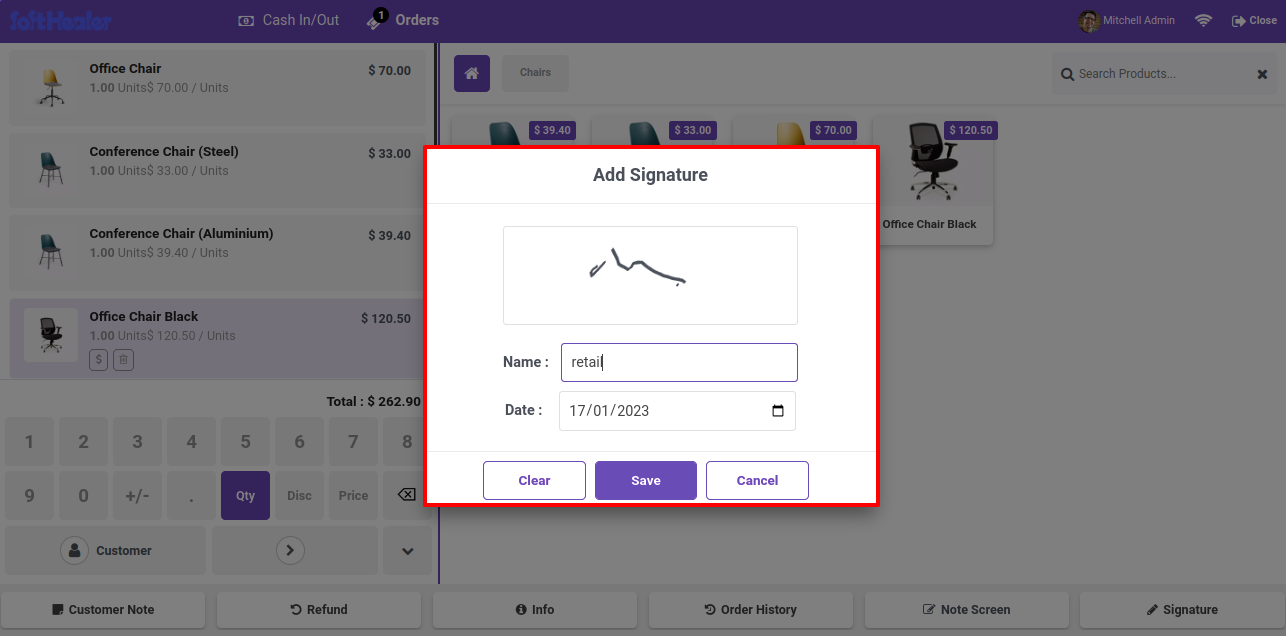 SoftHealer
Cash In/Out
1
Orders
Mitchell Admin
Close
Office Chair
$ 70.00
1.00 Units$ 70.00 / Units
Conference Chair (Steel)
$ 33.00
1.00 Units$ 33.00 / Units
Conference Chair (Aluminium)
$ 39.40
1.00 Units$ 39.40 / Units
Office Chair Black
$ 120.50
1.00 Units$ 120.50 / Units
$
Total : $ 262.90
1 2 3 4 5 6 7 8
9 0 +/- . Qty Disc Price
Customer
Chairs
Search Products...
$ 39.40
$ 33.00
$ 70.00
$ 120.50
Office Chair Black
Add Signature
Name :
retail
Date :
17/01/2023
Clear
Save
Cancel
Customer Note
Refund
Info
Order History
Note Screen
Signature